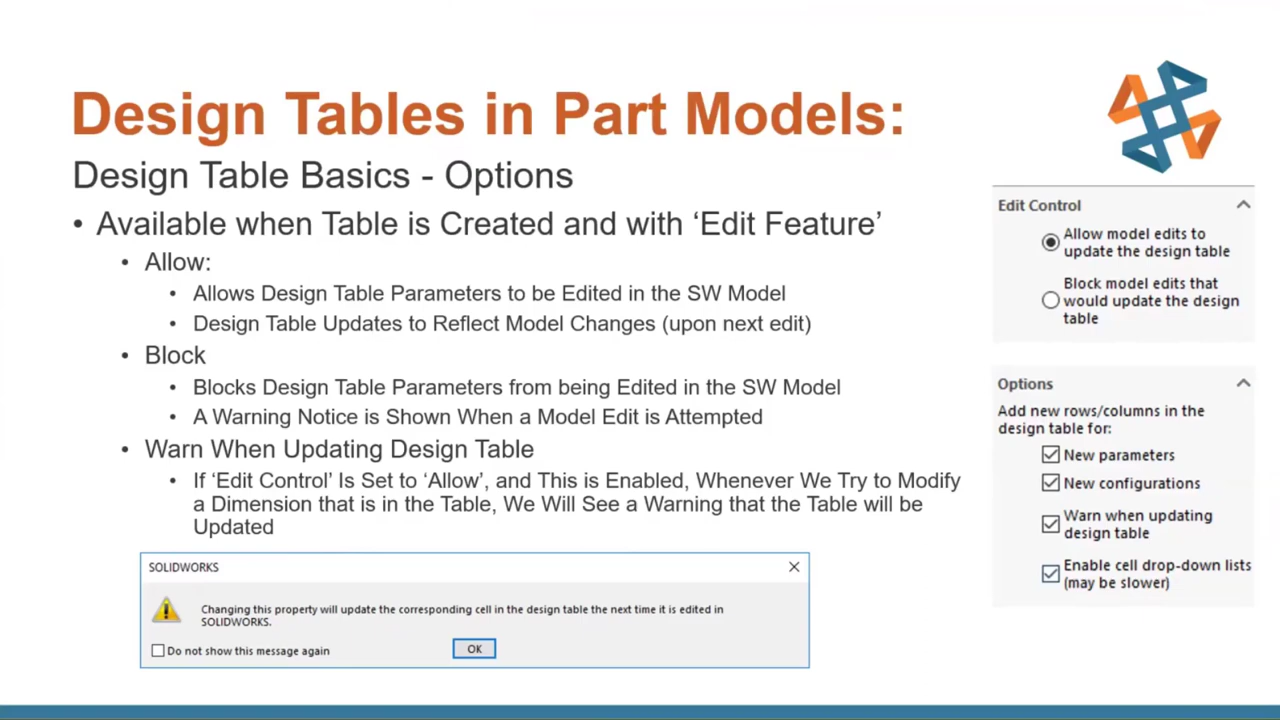 Design Tables in Part Models:
Design Table Basics - Options
• Available when Table is Created and with ‘Edit Feature’
• Allow:
• Allows Design Table Parameters to be Edited in the SW Model
• Design Table Updates to Reflect Model Changes (upon next edit)
• Block
• Blocks Design Table Parameters from being Edited in the SW Model
• A Warning Notice is Shown When a Model Edit is Attempted
• Warn When Updating Design Table
• If ‘Edit Control’ Is Set to ‘Allow’, and This is Enabled, Whenever We Try to Modify
a Dimension that is in the Table, We Will See a Warning that the Table will be
Updated
SOLIDWORKS
Changing this property will update the corresponding cell in the design table the next time it is edited in
SOLIDWORKS.
Do not show this message again
OK
Edit Control
Allow model edits to
update the design table
Block model edits that
would update the design
table
Options
Add new rows/columns in the
design table for:
New parameters
New configurations
Warn when updating
design table
Enable cell drop-down lists
(may be slower)